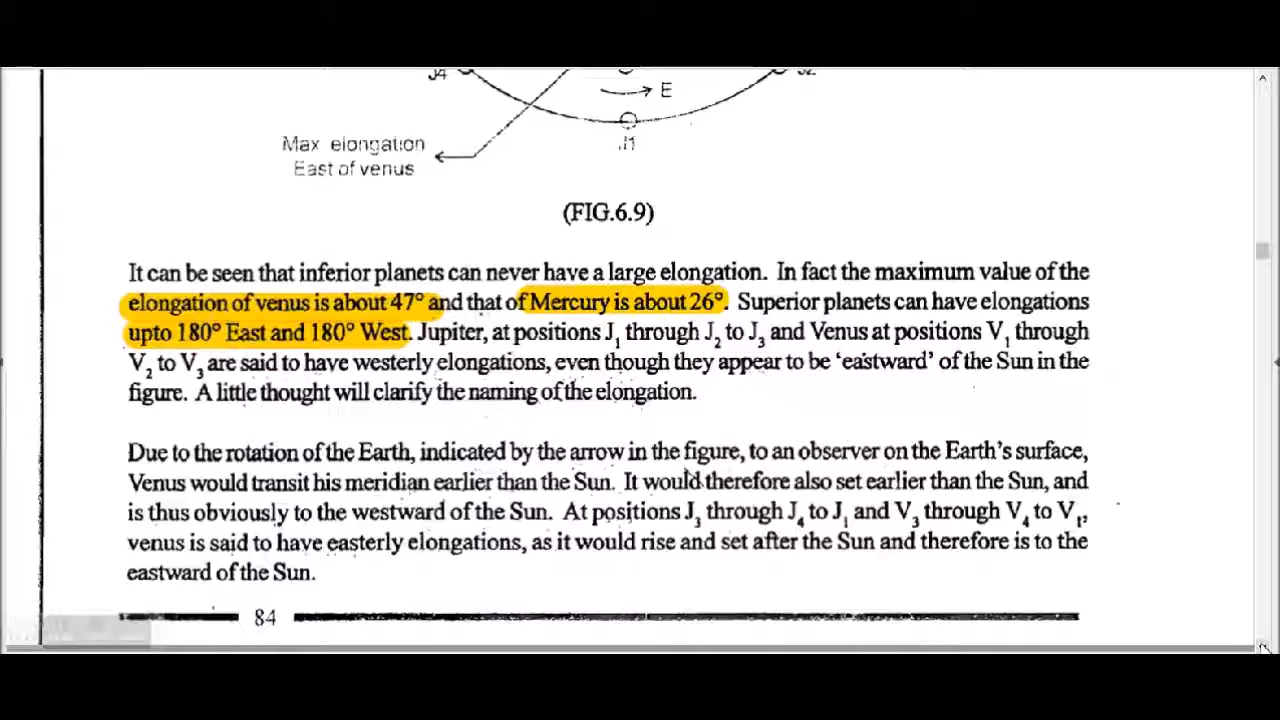 J4
J2
E
J1
Max elongation
East of venus
(FIG.6.9)
It can be seen that inferior planets can never have a large elongation. In fact the maximum value of the
elongation of venus is about 47° and that of Mercury is about 26°. Superior planets can have elongations
upto 180° East and 180° West. Jupiter, at positions J₁ through J₂ to J₃ and Venus at positions V₁ through
V₂ to V₃ are said to have westerly elongations, even though they appear to be ‘eastward’ of the Sun in the
figure. A little thought will clarify the naming of the elongation.
Due to the rotation of the Earth, indicated by the arrow in the figure, to an observer on the Earth's surface,
Venus would transit his meridian earlier than the Sun. It would therefore also set earlier than the Sun, and
is thus obviously to the westward of the Sun. At positions J₃ through J₄ to J₁ and V₃ through V₄ to V₁,
venus is said to have easterly elongations, as it would rise and set after the Sun and therefore is to the
eastward of the Sun.
84